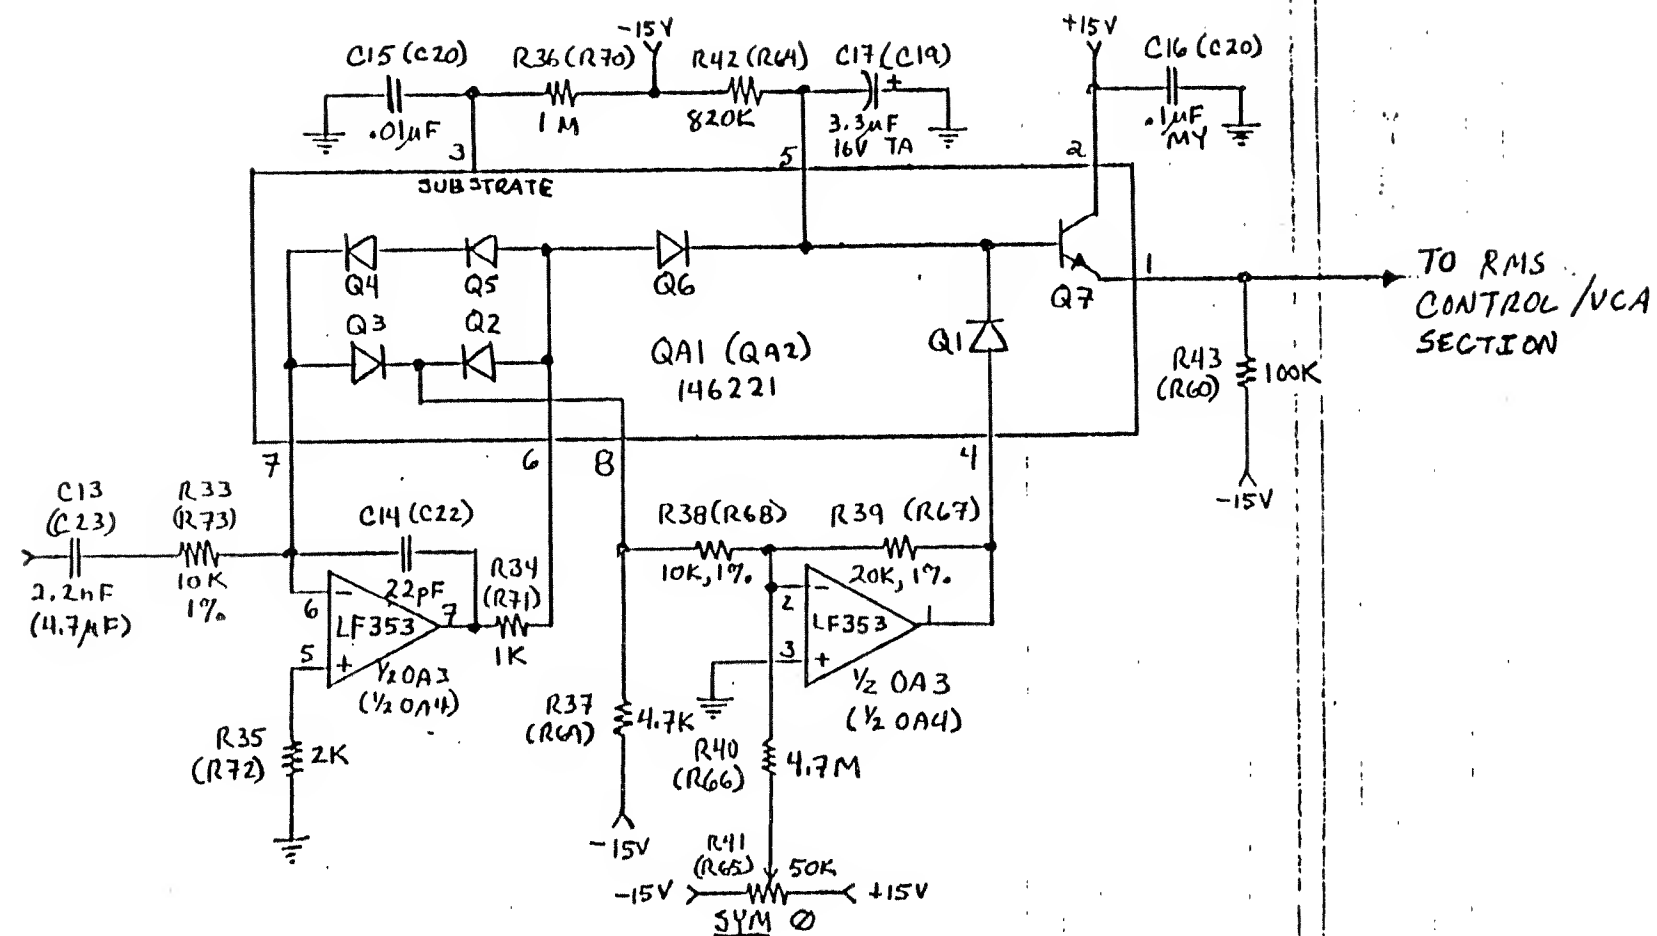 -15V
+15V
C15 (C20)
R36 (R70)
R42 (R64)
C17 (C19)
C16 (C20)
.01µF
1M
820K
3.3µF
16V TA
.1µF
MY
3
5
2
SUBSTRATE
Q4
Q5
Q6
Q7
1
TO RMS
CONTROL/VCA
SECTION
Q3
Q2
QA1 (QA2)
146221
Q1
R43
(R60)
100K
-15V
7
6
8
4
C13
(C23)
2.2nF
(4.7µF)
R33
(R73)
10K
1%
C14 (C22)
22pF
R34
(R71)
1K
R38 (R68)
10K, 1%
R39 (R67)
20K, 1%
6
-
7
LF353
5
+
1/2 OA3
(1/2 OA4)
2
-
1
LF353
3
+
1/2 OA3
(1/2 OA4)
R35
(R72)
2K
R37
(R69)
4.7K
-15V
R40
(R66)
4.7M
R41
(R65)
50K
-15V
+15V
SYM Ø